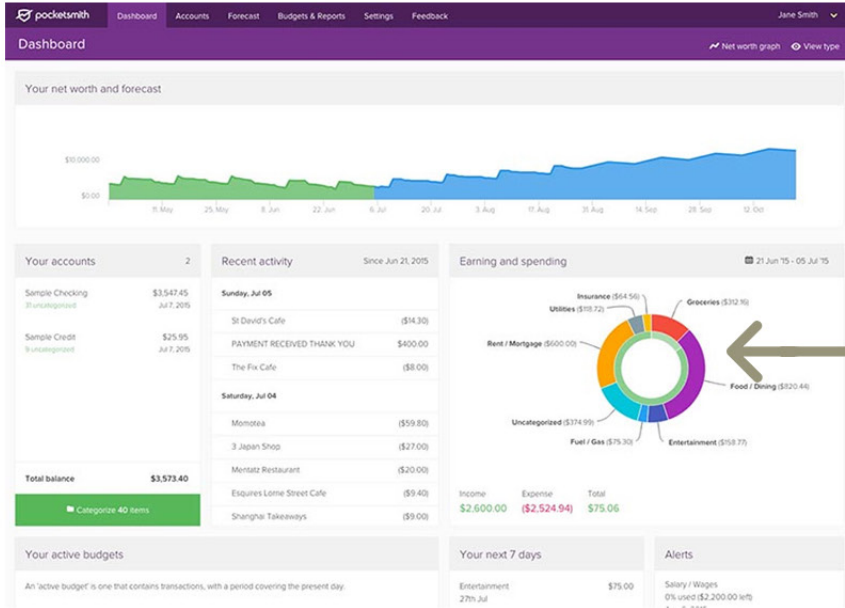 pocketsmith Dashboard Accounts Forecast Budgets & Reports Settings Feedback Jane Smith
Dashboard Net worth graph View type
Your net worth and forecast
$10,000.00
$0.00
11. May 25. May 8. Jun 22. Jun 6. Jul 20. Jul 3. Aug 17. Aug 31. Aug 14. Sep 28. Sep 12. Oct
Your accounts 2
Sample Checking $3,547.45
31 uncategorized Jul 7, 2015
Sample Credit $25.95
9 uncategorized Jul 7, 2015
Total balance $3,573.40
Categorize 40 items
Recent activity Since Jun 21, 2015
Sunday, Jul 05
St David's Cafe ($14.30)
PAYMENT RECEIVED THANK YOU $400.00
The Fix Cafe ($8.00)
Saturday, Jul 04
Momotea ($59.80)
3 Japan Shop ($27.00)
Mentatz Restaurant ($20.00)
Esquires Lorne Street Cafe ($9.40)
Shanghai Takeaways ($9.00)
Earning and spending 21 Jun '15 - 05 Jul '15
Insurance ($64.56)
Groceries ($312.16)
Utilities ($118.72)
Rent / Mortgage ($600.00)
Food / Dining ($820.44)
Uncategorized ($374.99)
Fuel / Gas ($75.30)
Entertainment ($158.77)
Income Expense Total
$2,600.00 ($2,524.94) $75.06
Your active budgets
An 'active budget' is one that contains transactions, with a period covering the present day.
Your next 7 days
Entertainment $75.00
27th Jul
Alerts
Salary / Wages
0% used ($2,200.00 left)